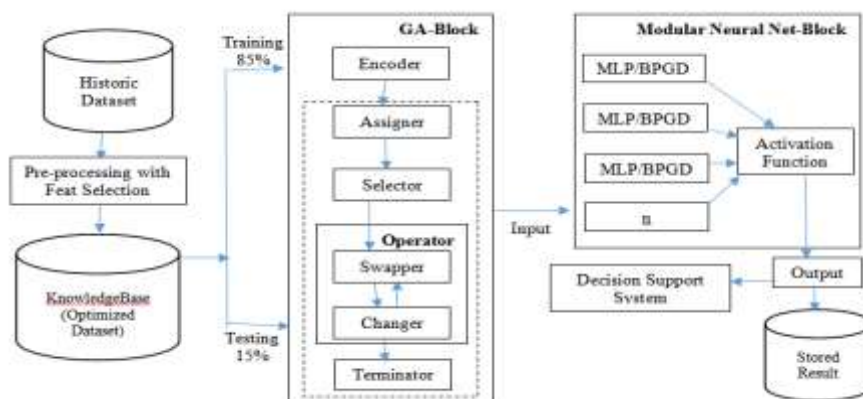 Historic
Dataset
Pre-processing with
Feat Selection
KnowledgeBase
(Optimized
Dataset)
Training
85%
Testing
15%
GA-Block
Encoder
Assigner
Selector
Operator
Swapper
Changer
Terminator
Input
Modular Neural Net-Block
MLP/BPGD
MLP/BPGD
MLP/BPGD
n
Activation
Function
Output
Decision Support
System
Stored
Result